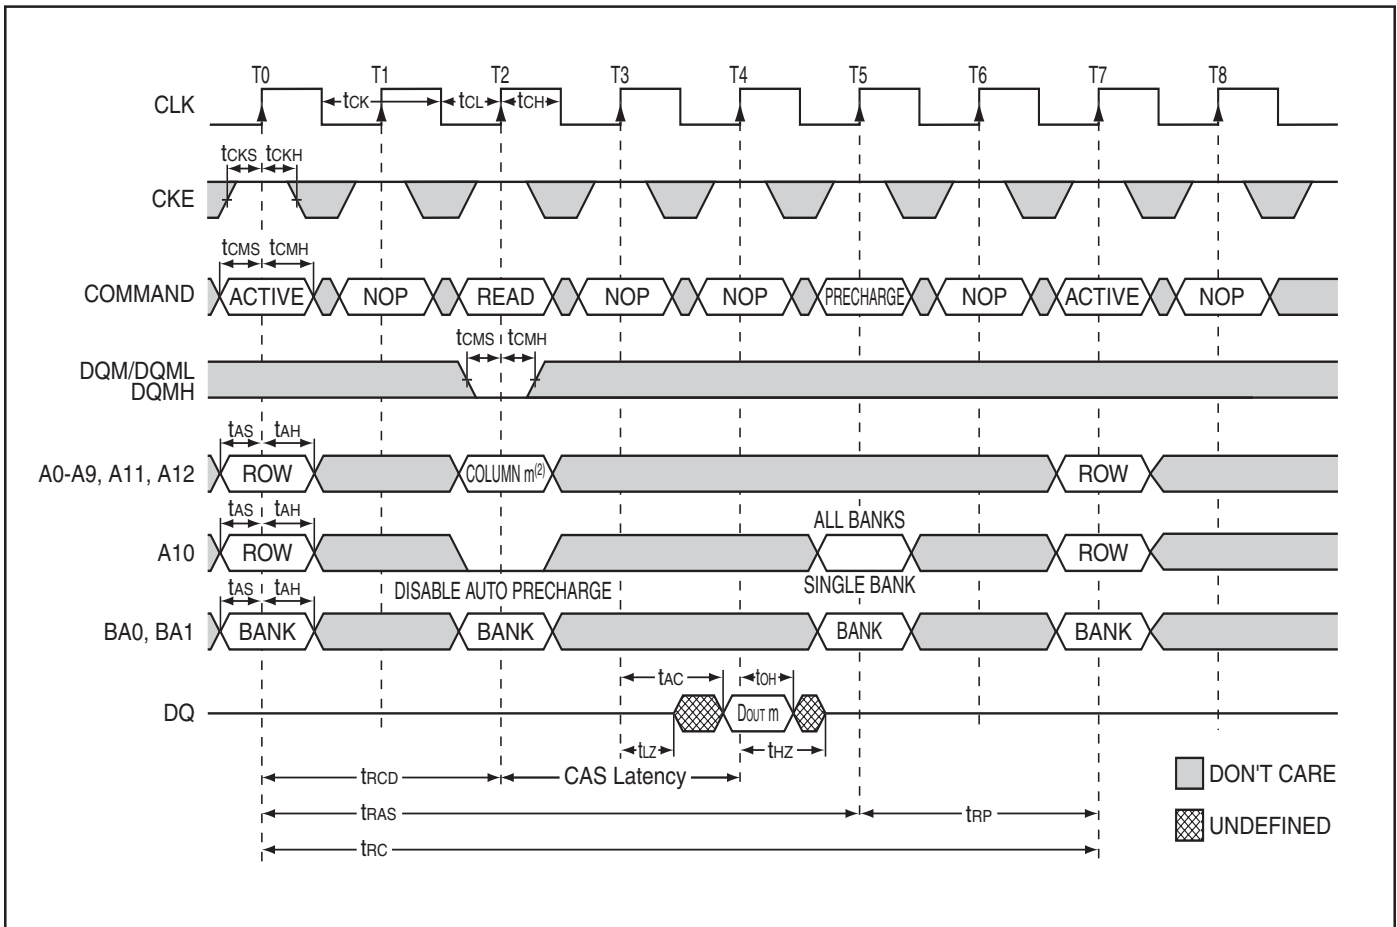 T0 T1 T2 T3 T4 T5 T6 T7 T8
CLK tCK tCL tCH
tCKS tCKH
CKE
tCMS tCMH
COMMAND ACTIVE NOP READ NOP NOP PRECHARGE NOP ACTIVE NOP
tCMS tCMH
DQM/DQML
DQMH
tAS tAH
A0-A9, A11, A12 ROW COLUMN m(2) ROW
tAS tAH ALL BANKS
A10 ROW ROW
DISABLE AUTO PRECHARGE SINGLE BANK
tAS tAH
BA0, BA1 BANK BANK BANK BANK
tAC tOH
DQ DOUT m
tLZ tHZ
tRCD CAS Latency DON'T CARE
tRAS tRP
UNDEFINED
tRC